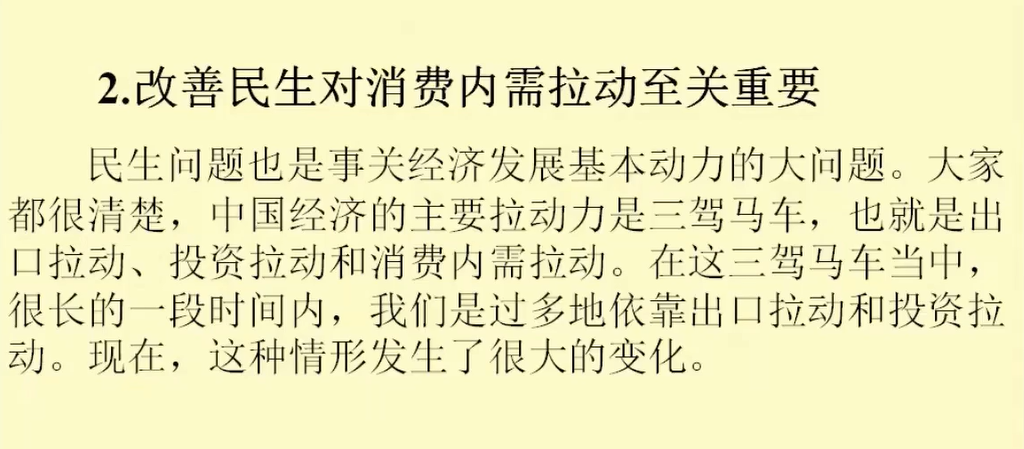 2.改善民生对消费内需拉动至关重要
民生问题也是事关经济发展基本动力的大问题。大家
都很清楚，中国经济的主要拉动力是三驾马车，也就是出
口拉动、投资拉动和消费内需拉动。在这三驾马车当中，
很长的一段时间内，我们是过多地依靠出口拉动和投资拉
动。现在，这种情形发生了很大的变化。